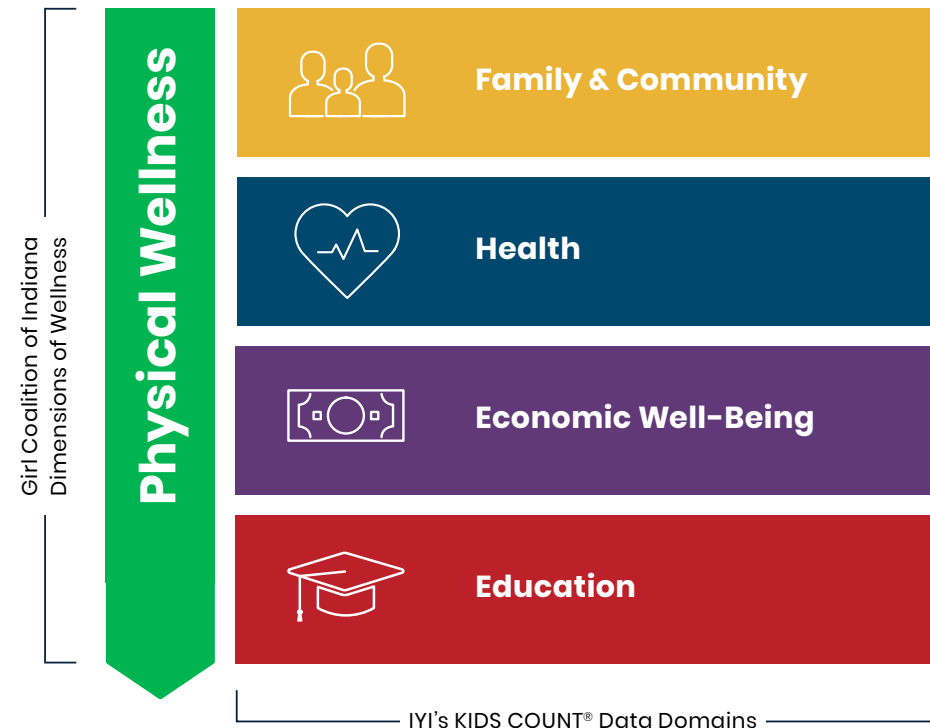 Girl Coalition of Indiana
Dimensions of Wellness
Physical Wellness
Family & Community
Health
Economic Well-Being
Education
IYI’s KIDS COUNT® Data Domains